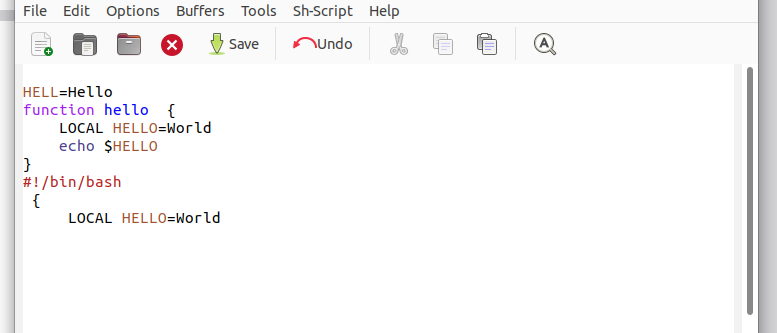 File Edit Options Buffers Tools Sh-Script Help
Save Undo
HELL=Hello
function hello  {
    LOCAL HELLO=World
    echo $HELLO
}
#!/bin/bash
 {
     LOCAL HELLO=World